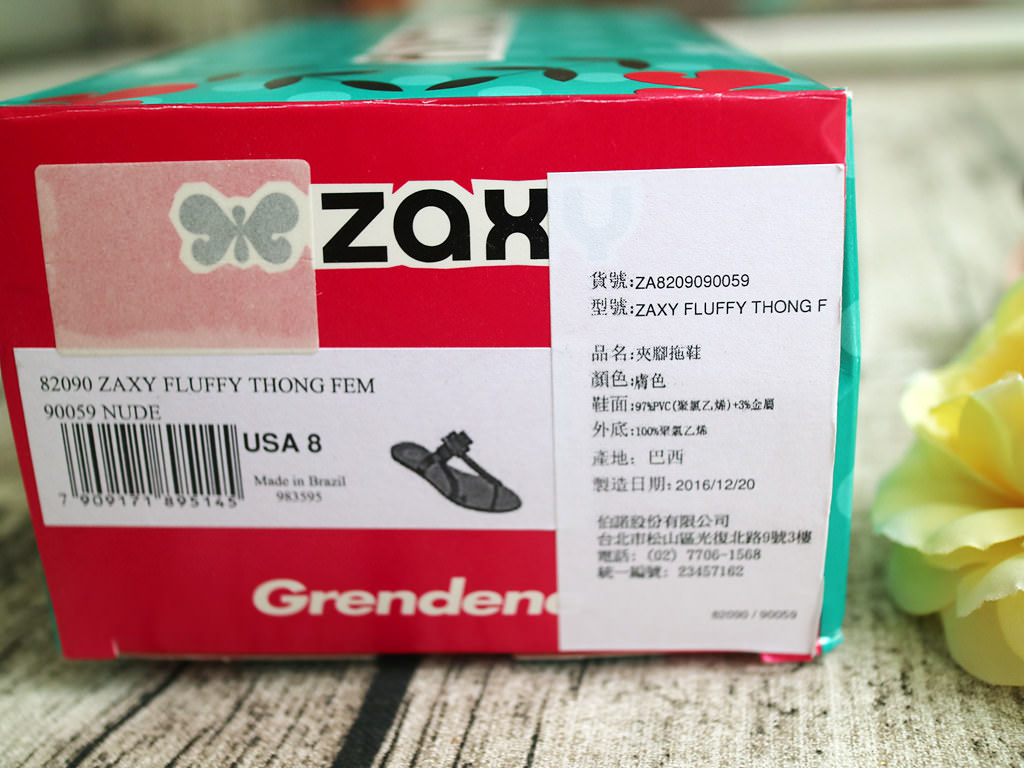 zaxy
82090 ZAXY FLUFFY THONG FEM
90059 NUDE
USA 8
Made in Brazil
983595
7 909171 895145
Grendene
貨號:ZA8209090059
型號:ZAXY FLUFFY THONG F
品名:夾腳拖鞋
顏色:膚色
鞋面:97%PVC(聚氯乙烯)+3%金屬
外底:100%聚氯乙烯
產地: 巴西
製造日期:2016/12/20
伯諾股份有限公司
台北市松山區光復北路9號3樓
電話: (02) 7706-1568
統一編號: 23457162
82090 / 90059